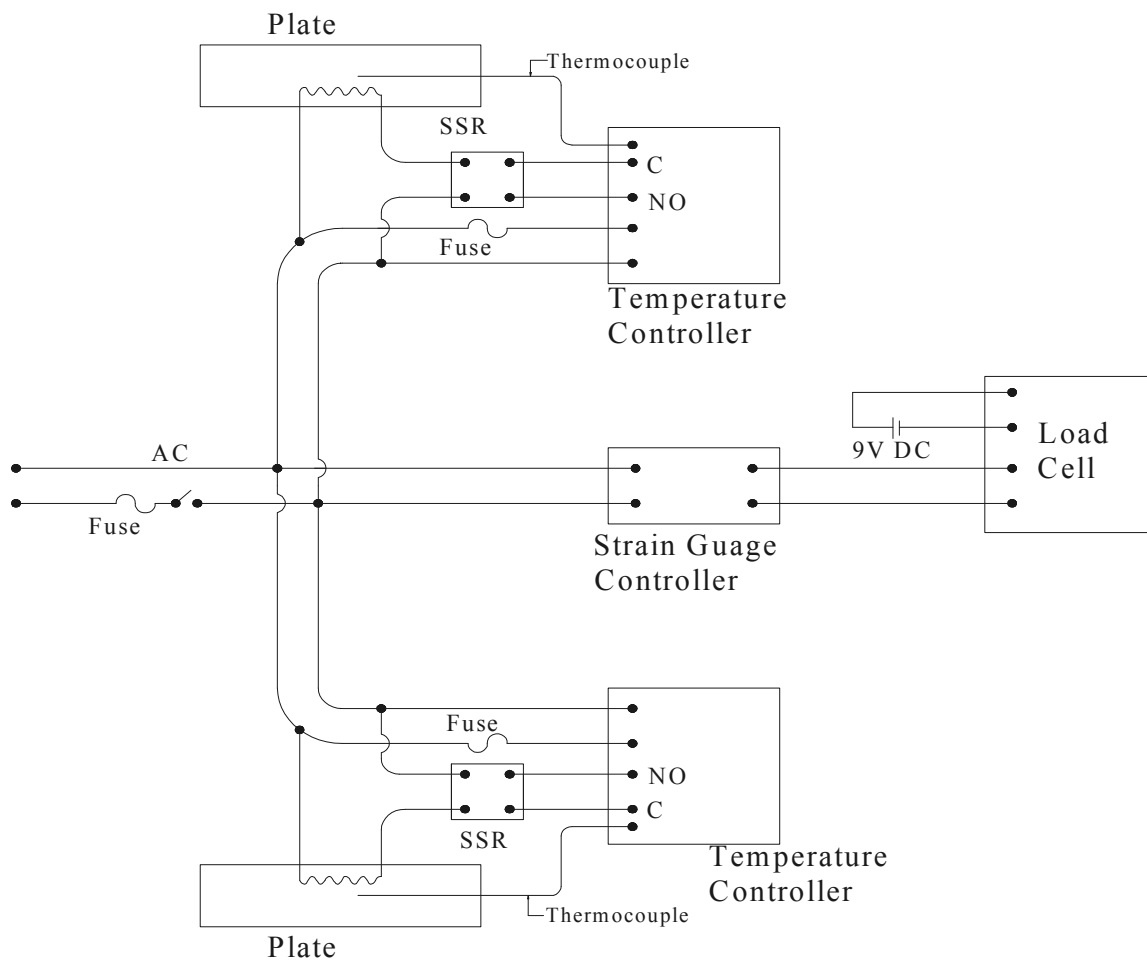 Plate
Thermocouple
SSR
C
NO
Fuse
Temperature
Controller
AC
Fuse
9V DC
Load
Cell
Strain Guage
Controller
Fuse
NO
C
SSR
Temperature
Controller
Thermocouple
Plate